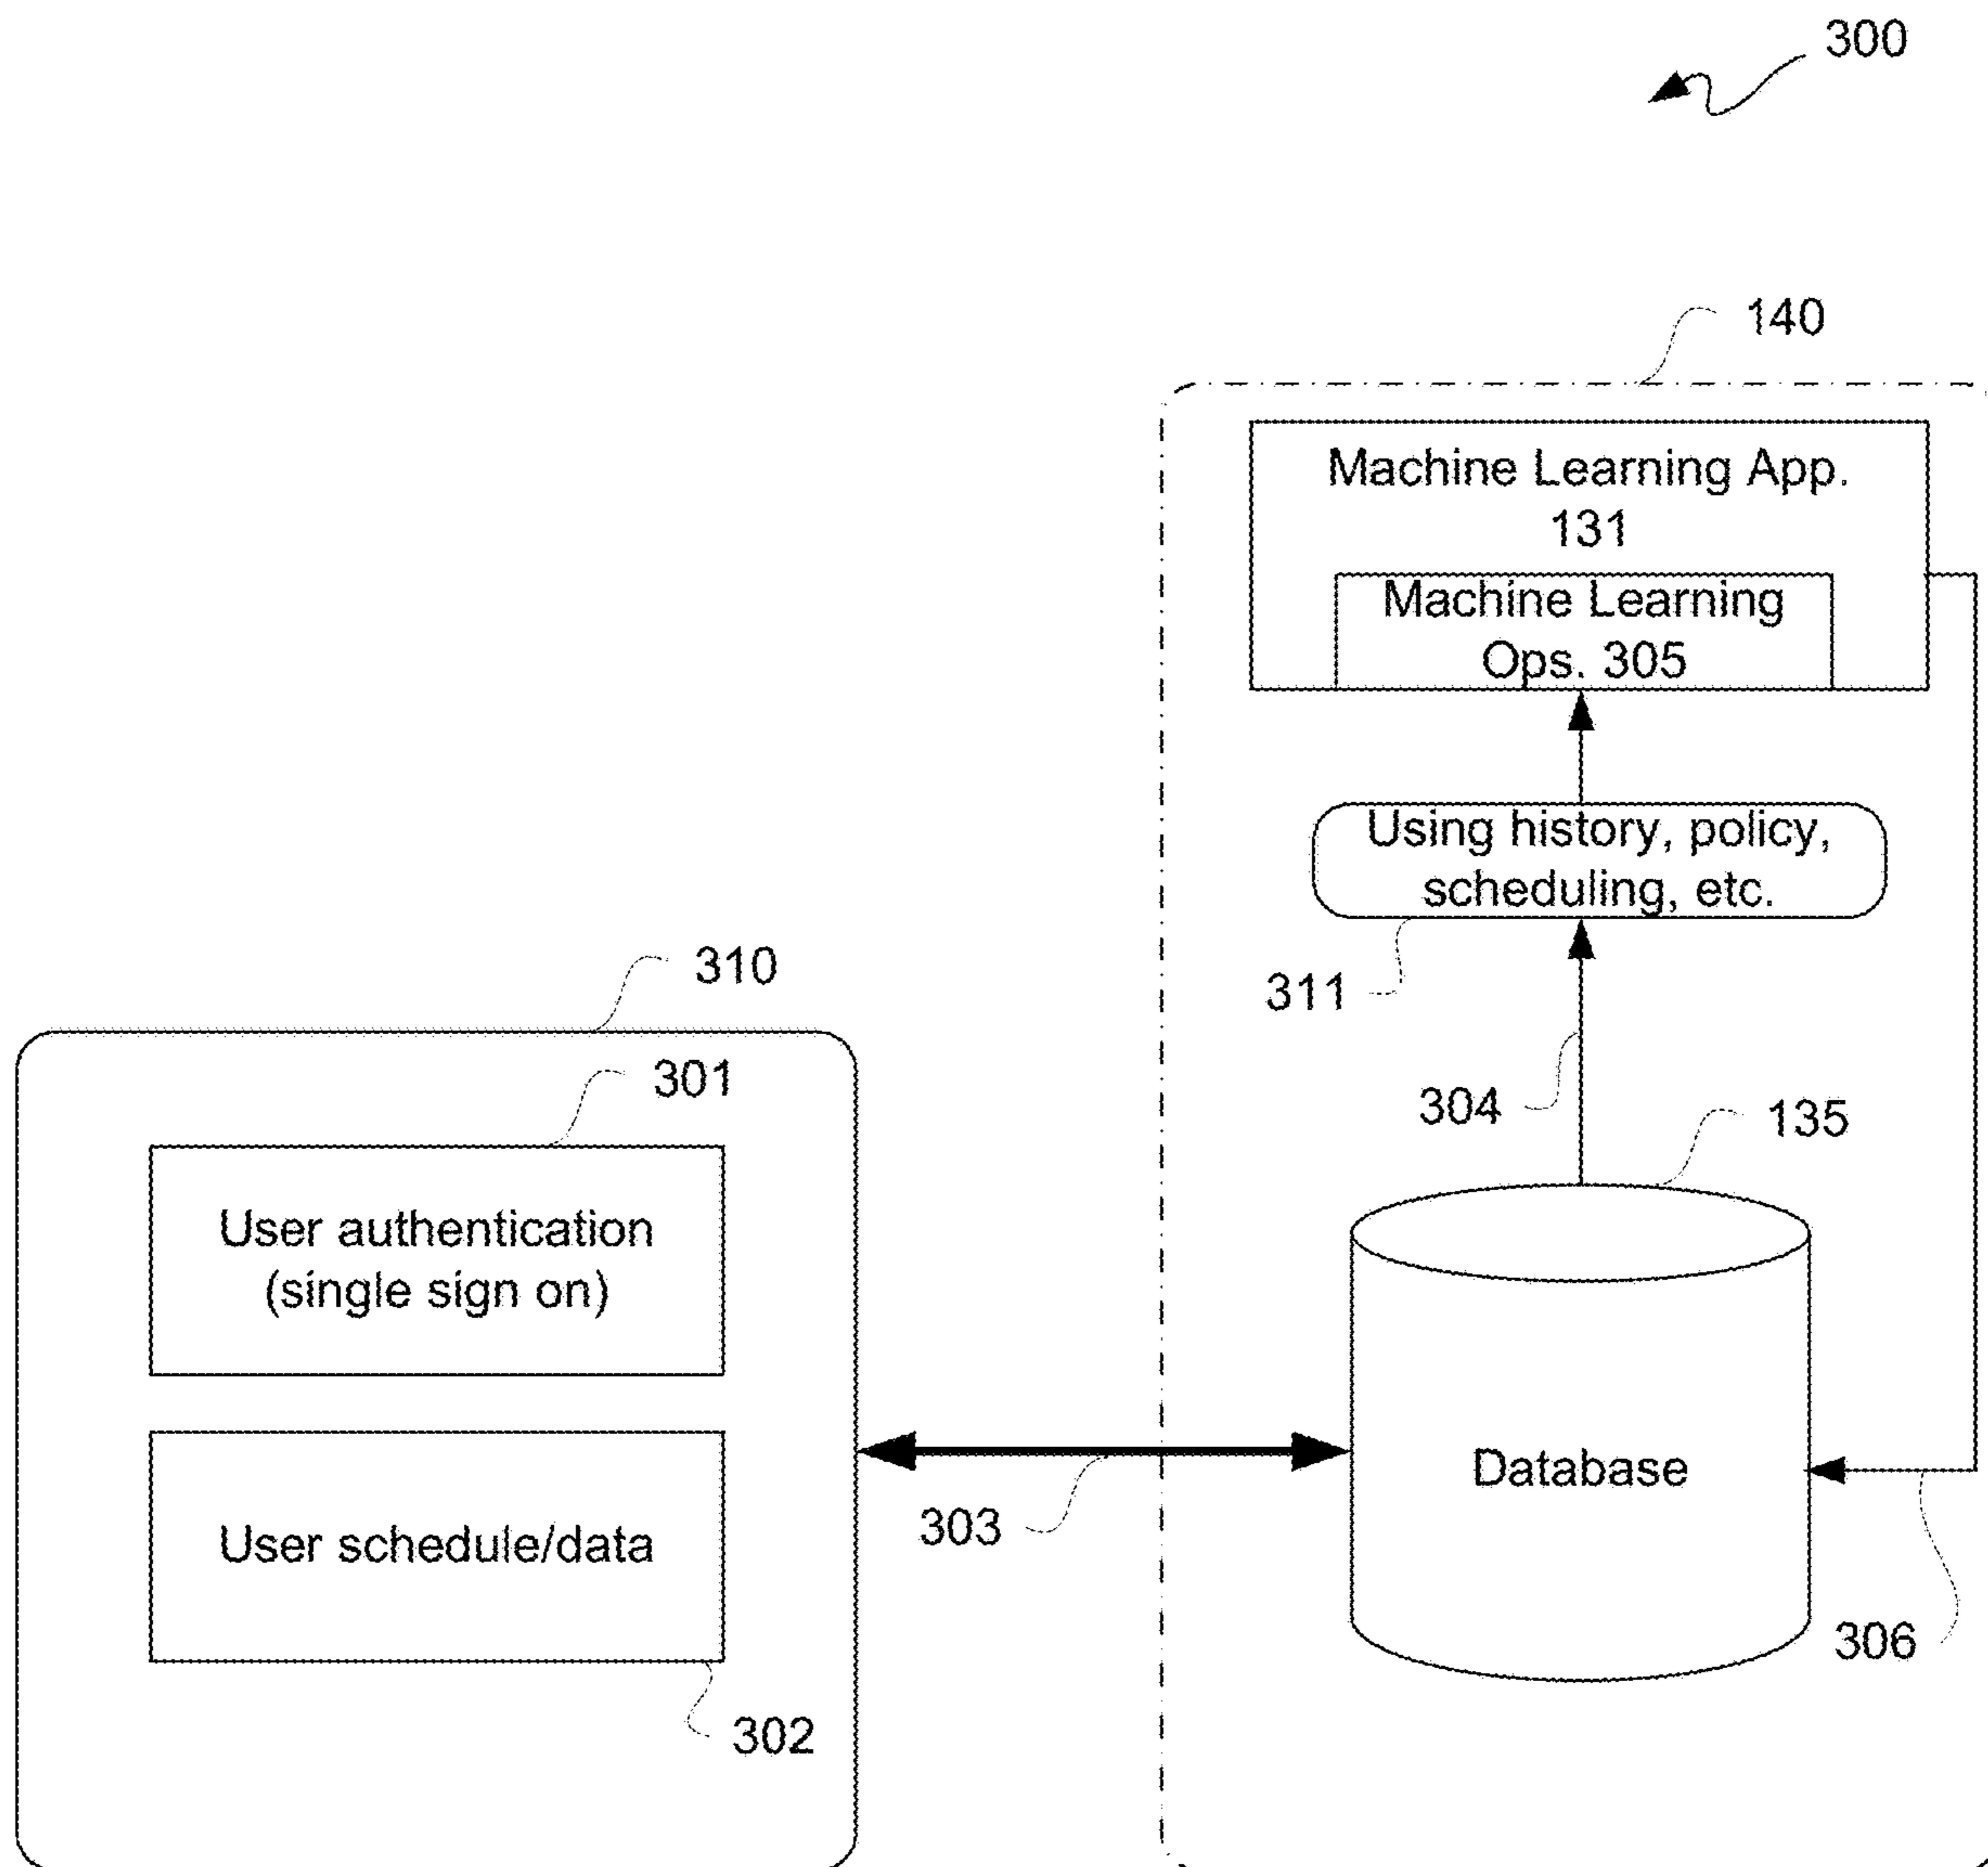 300
140
Machine Learning App.
131
Machine Learning
Ops. 305
Using history, policy,
scheduling, etc.
311
310
301
304
135
User authentication
(single sign on)
Database
303
User schedule/data
306
302